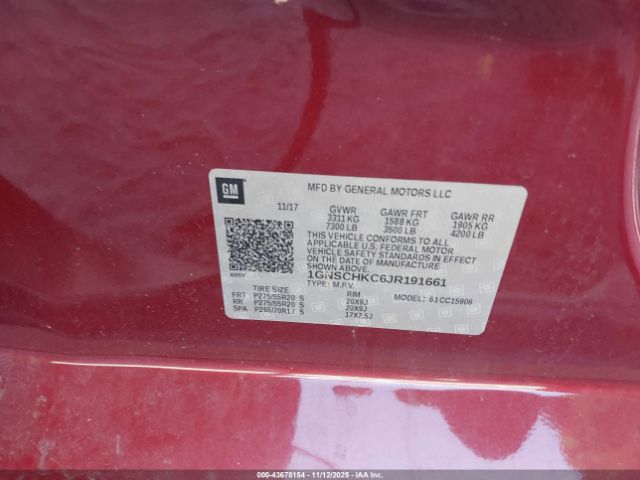 GM
MFD BY GENERAL MOTORS LLC
11/17 GVWR GAWR FRT GAWR RR
3311 KG 1588 KG 1905 KG
7300 LB 3500 LB 4200 LB
THIS VEHICLE CONFORMS TO ALL
APPLICABLE U.S. FEDERAL MOTOR
VEHICLE SAFETY STANDARDS IN EFFECT
ON THE DATE OF MANUFACTURE SHOWN ABOVE.
1GNSCHKC6JR191661
TYPE: M.P.V. MODEL: 61CC15906
TIRE SIZE RIM
FRT P275/55R20 S 20X9J
RR P275/55R20 S 20X9J
SPA P265/70R17 S 17X7.5J
000-43678154 - 11/12/2025 - IAAI.COM